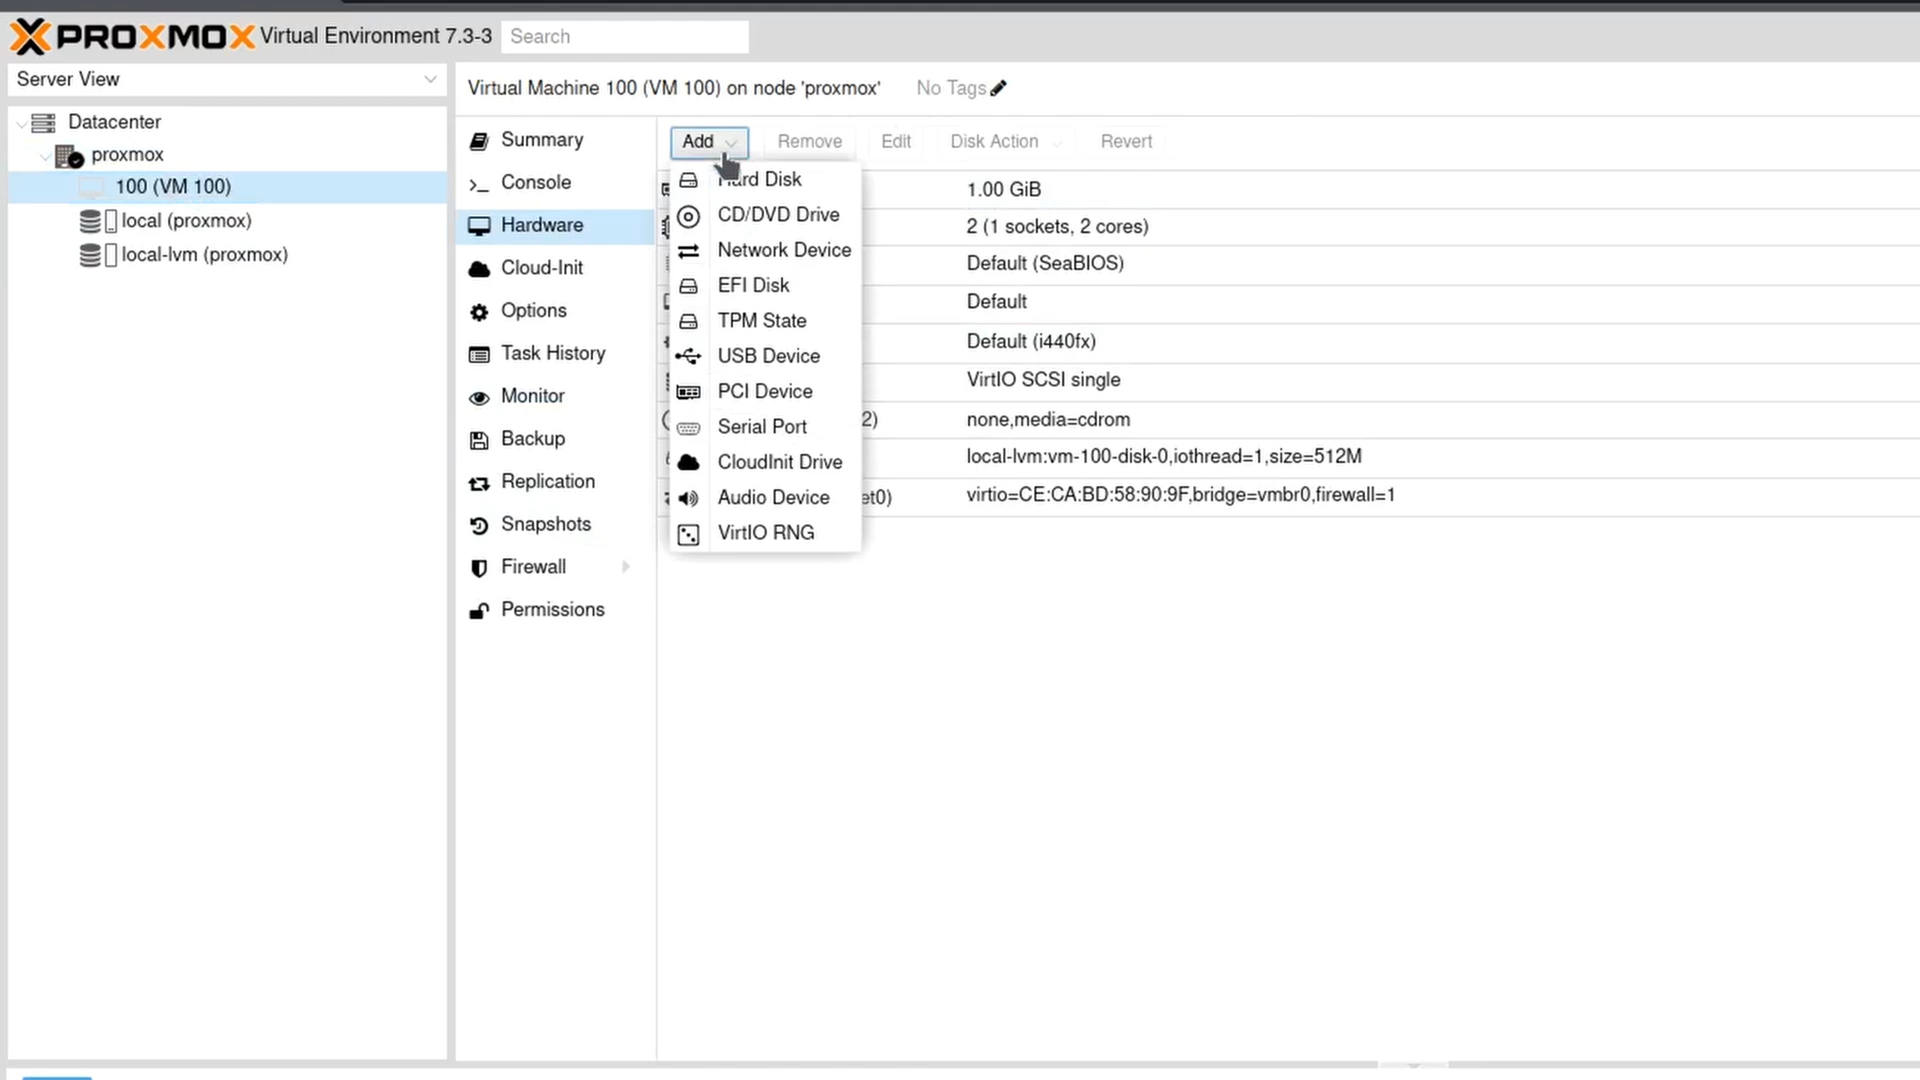 PROXMOX Virtual Environment 7.3-3 Search
Server View
Datacenter
proxmox
100 (VM 100)
local (proxmox)
local-lvm (proxmox)
Virtual Machine 100 (VM 100) on node 'proxmox' No Tags
Summary
Console
Hardware
Cloud-Init
Options
Task History
Monitor
Backup
Replication
Snapshots
Firewall
Permissions
Add Remove Edit Disk Action Revert
Hard Disk
CD/DVD Drive
Network Device
EFI Disk
TPM State
USB Device
PCI Device
Serial Port
CloudInit Drive
Audio Device
VirtIO RNG
1.00 GiB
2 (1 sockets, 2 cores)
Default (SeaBIOS)
Default
Default (i440fx)
VirtIO SCSI single
2) none,media=cdrom
local-lvm:vm-100-disk-0,iothread=1,size=512M
et0) virtio=CE:CA:BD:58:90:9F,bridge=vmbr0,firewall=1